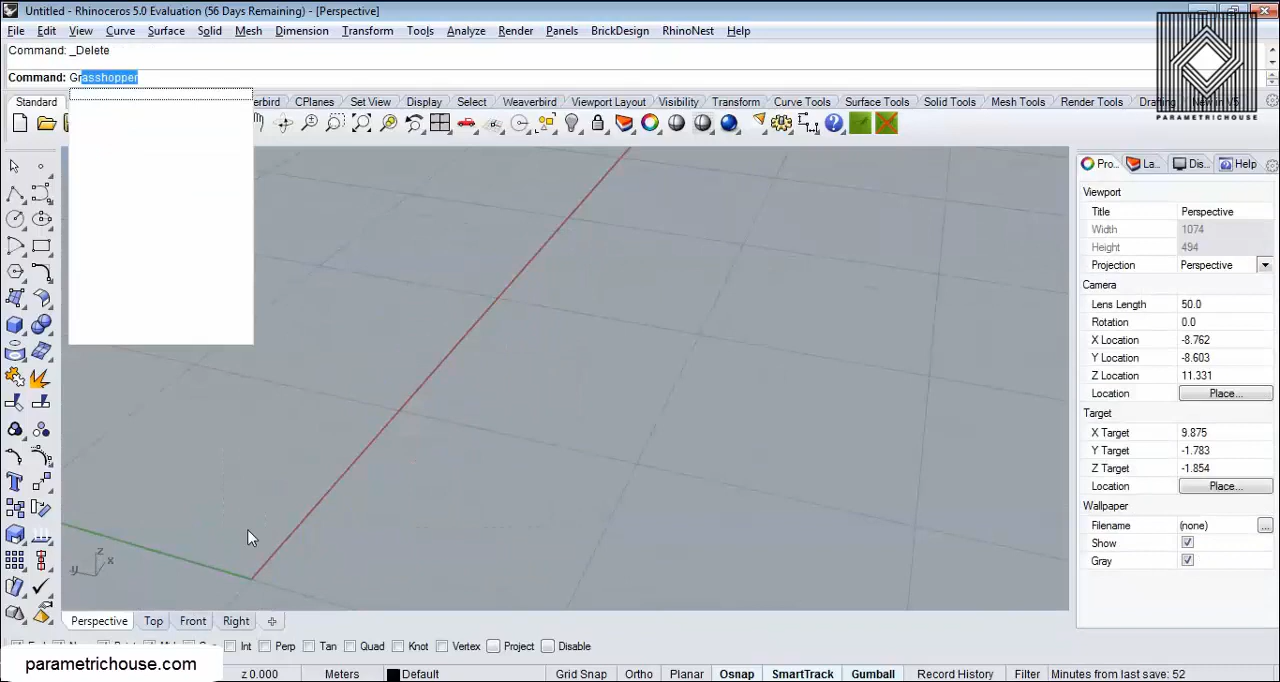 Untitled - Rhinoceros 5.0 Evaluation (56 Days Remaining) - [Perspective]
File Edit View Curve Surface Solid Mesh Dimension Transform Tools Analyze Render Panels BrickDesign RhinoNest Help
Command: _Delete
Command: Grasshopper
Standard erbird CPlanes Set View Display Select Weaverbird Viewport Layout Visibility Transform Curve Tools Surface Tools Solid Tools Mesh Tools Render Tools
PARAMETRICHOUSE
Pro... La... Dis... Help
Viewport
Title Perspective
Width 1074
Height 494
Projection Perspective
Camera
Lens Length 50.0
Rotation 0.0
X Location -8.762
Y Location -8.603
Z Location 11.331
Location Place...
Target
X Target 9.875
Y Target -1.783
Z Target -1.854
Location Place...
Wallpaper
Filename (none) ...
Show
Gray
z
y x
Perspective Top Front Right
Int Perp Tan Quad Knot Vertex Project Disable
parametrichouse.com
z 0.000 Meters Default Grid Snap Ortho Planar Osnap SmartTrack Gumball Record History Filter Minutes from last save: 52